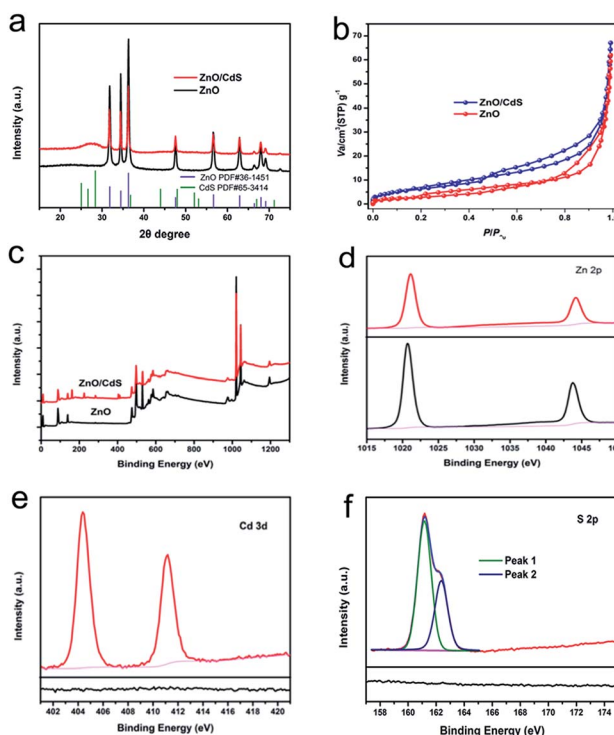 a
Intensity (a.u.)
ZnO/CdS
ZnO
ZnO PDF#36-1451
CdS PDF#65-3414
20 30 40 50 60 70
2θ degree
b
Va/cm³(STP) g⁻¹
70
60
50
40
30
20
10
0
ZnO/CdS
ZnO
0.0 0.2 0.4 0.6 0.8 1.
c
Intensity (a.u.)
ZnO/CdS
ZnO
0 200 400 600 800 1000 1200
Binding Energy (eV)
d
Zn 2p
Intensity (a.u.)
1015 1020 1025 1030 1035 1040 1045
Binding Energy (eV)
e
Cd 3d
Intensity (a.u.)
402 404 406 408 410 412 414 416 418 420
Binding Energy (eV)
f
S 2p
Peak 1
Peak 2
Intensity (a.u.)
158 160 162 164 166 168 170 172 174
Binding Energy (eV)